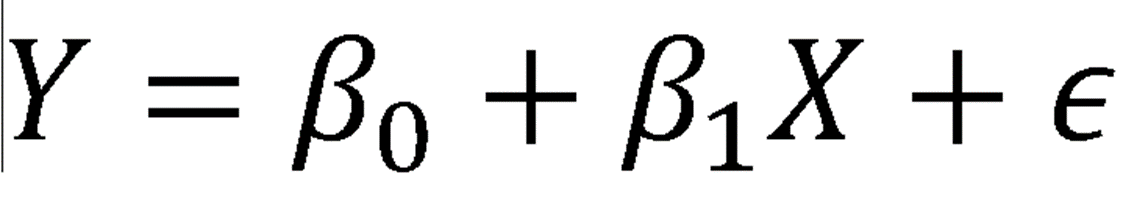 Y = β₀ + β₁X + ϵ